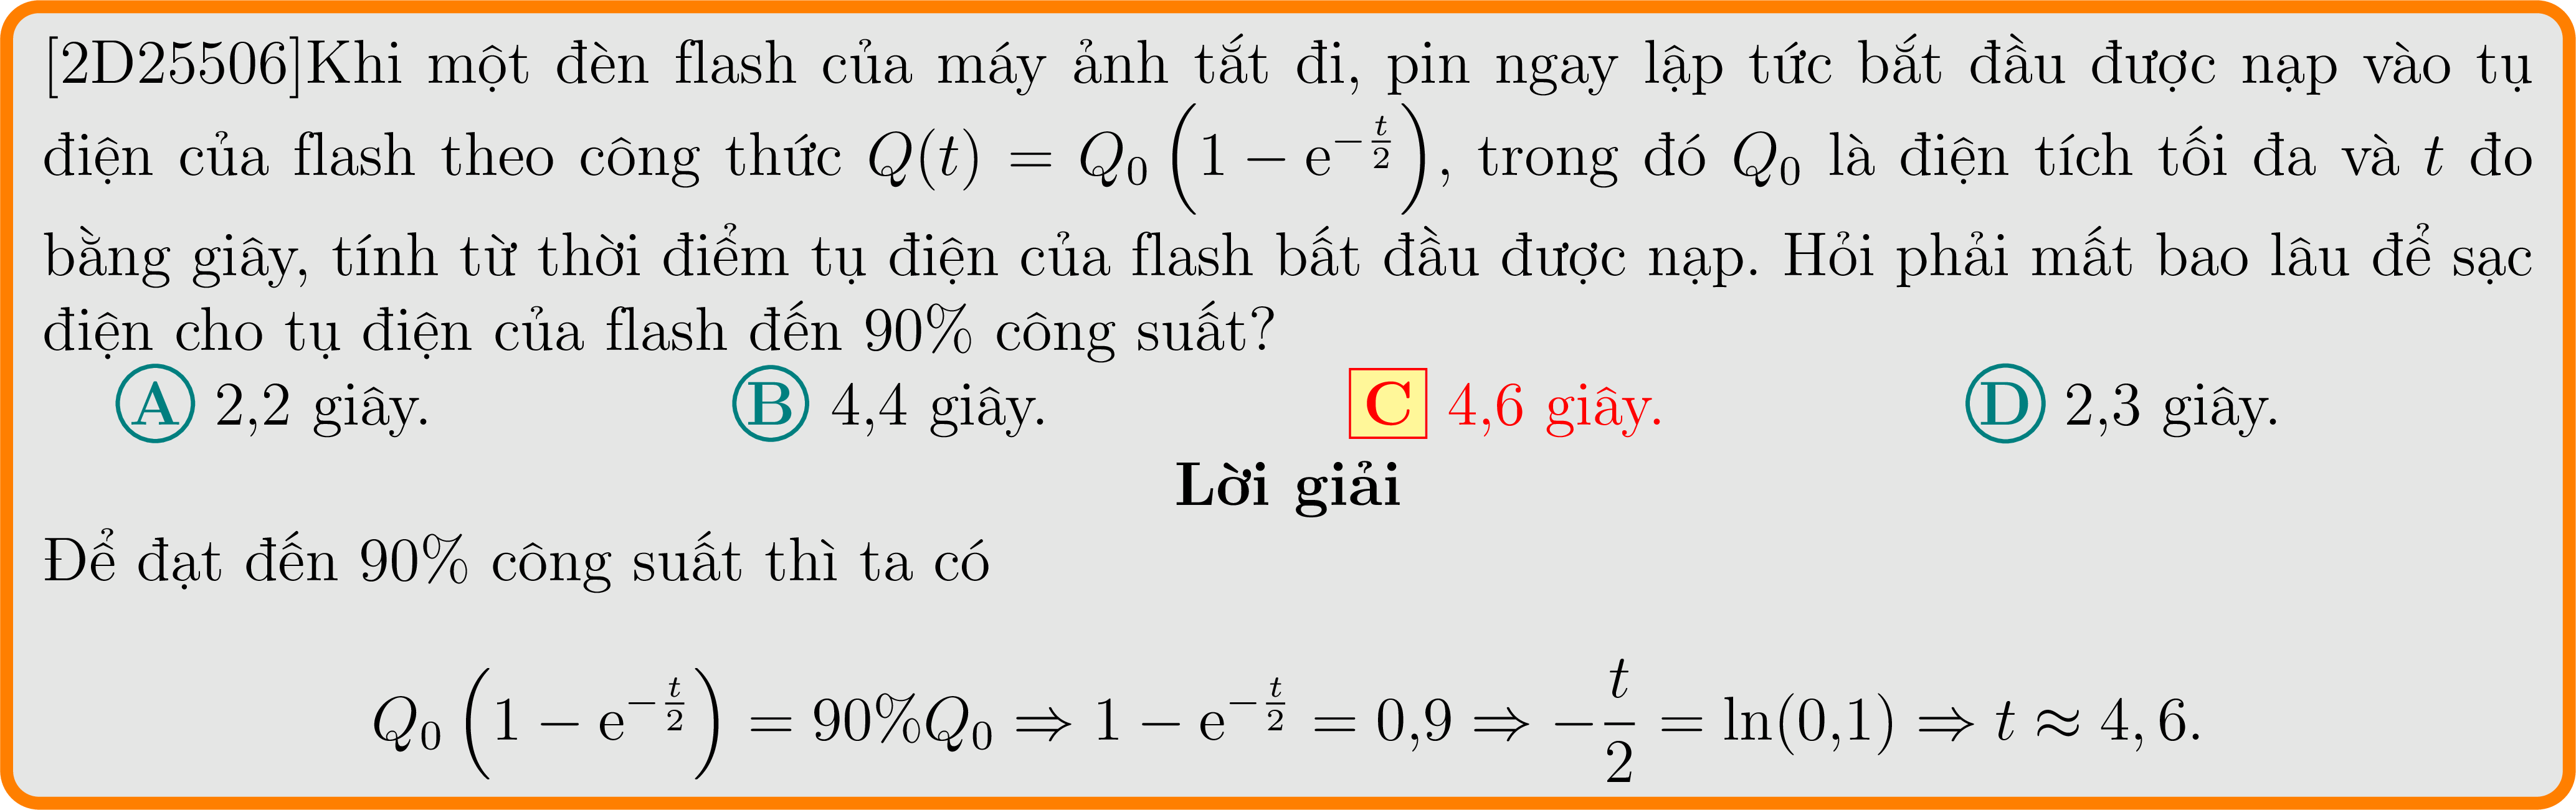 [2D25506]Khi một đèn flash của máy ảnh tắt đi, pin ngay lập tức bắt đầu được nạp vào tụ
điện của flash theo công thức $Q(t) = Q_0\left(1 - \mathrm{e}^{-\frac{t}{2}}\right)$, trong đó $Q_0$ là điện tích tối đa và $t$ đo
bằng giây, tính từ thời điểm tụ điện của flash bất đầu được nạp. Hỏi phải mất bao lâu để sạc
điện cho tụ điện của flash đến 90% công suất?
A 2,2 giây. B 4,4 giây. C 4,6 giây. D 2,3 giây.
Lời giải
Để đạt đến 90% công suất thì ta có
$Q_0\left(1 - \mathrm{e}^{-\frac{t}{2}}\right) = 90\%Q_0 \Rightarrow 1 - \mathrm{e}^{-\frac{t}{2}} = 0{,}9 \Rightarrow -\frac{t}{2} = \ln(0{,}1) \Rightarrow t \approx 4,6.$